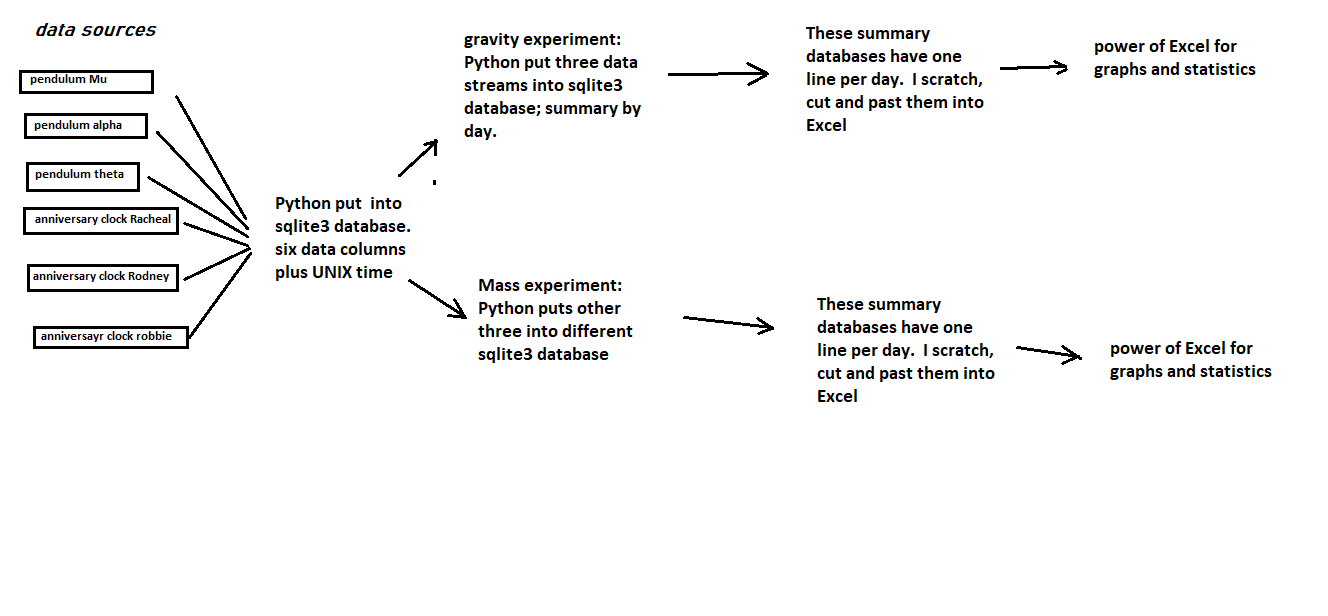 data sources
pendulum Mu
pendulum alpha
pendulum theta
anniversary clock Racheal
anniversary clock Rodney
anniversayr clock robbie
Python put into
sqlite3 database.
six data columns
plus UNIX time
gravity experiment:
Python put three data
streams into sqlite3
database; summary by
day.
These summary
databases have one
line per day. I scratch,
cut and past them into
Excel
power of Excel for
graphs and statistics
Mass experiment:
Python puts other
three into different
sqlite3 database
These summary
databases have one
line per day. I scratch,
cut and past them into
Excel
power of Excel for
graphs and statistics